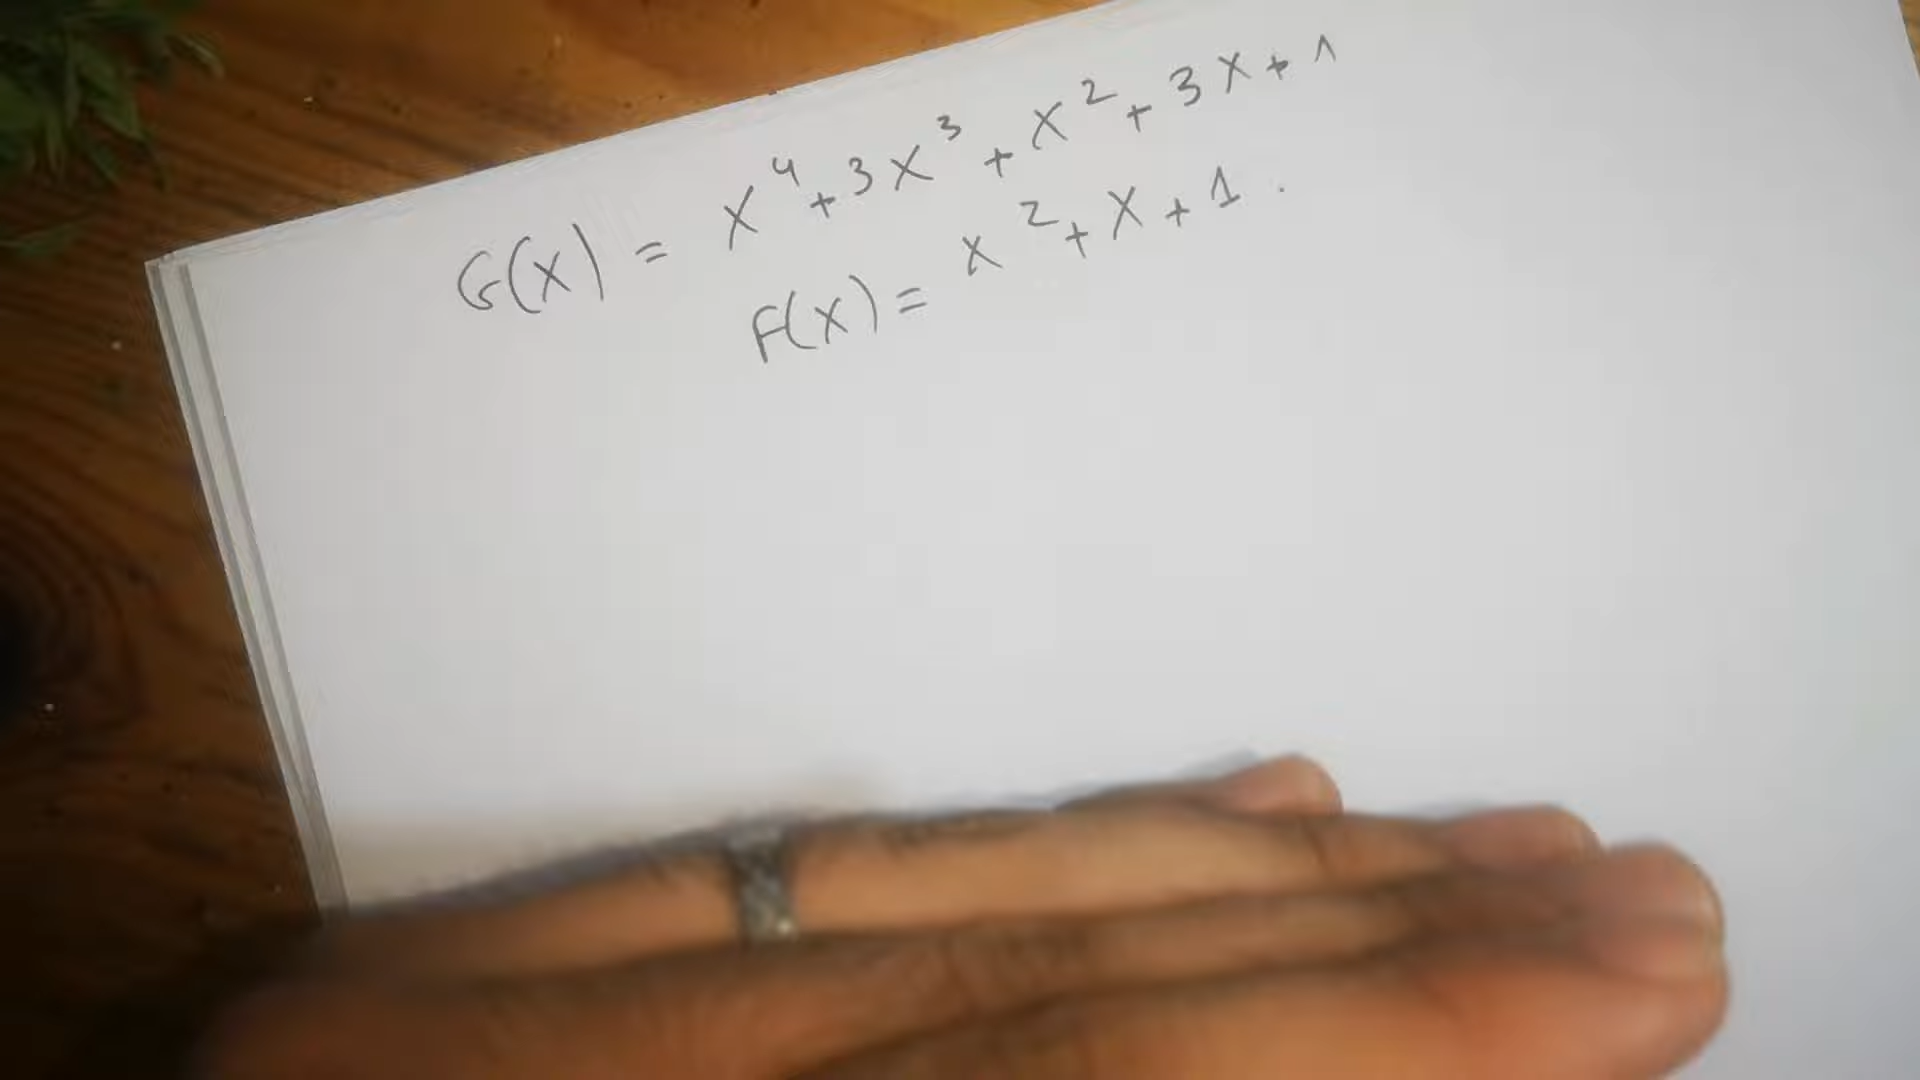 G(x) = x⁴ + 3x³ + x² + 3x + 1
F(x) = x² + x + 1.